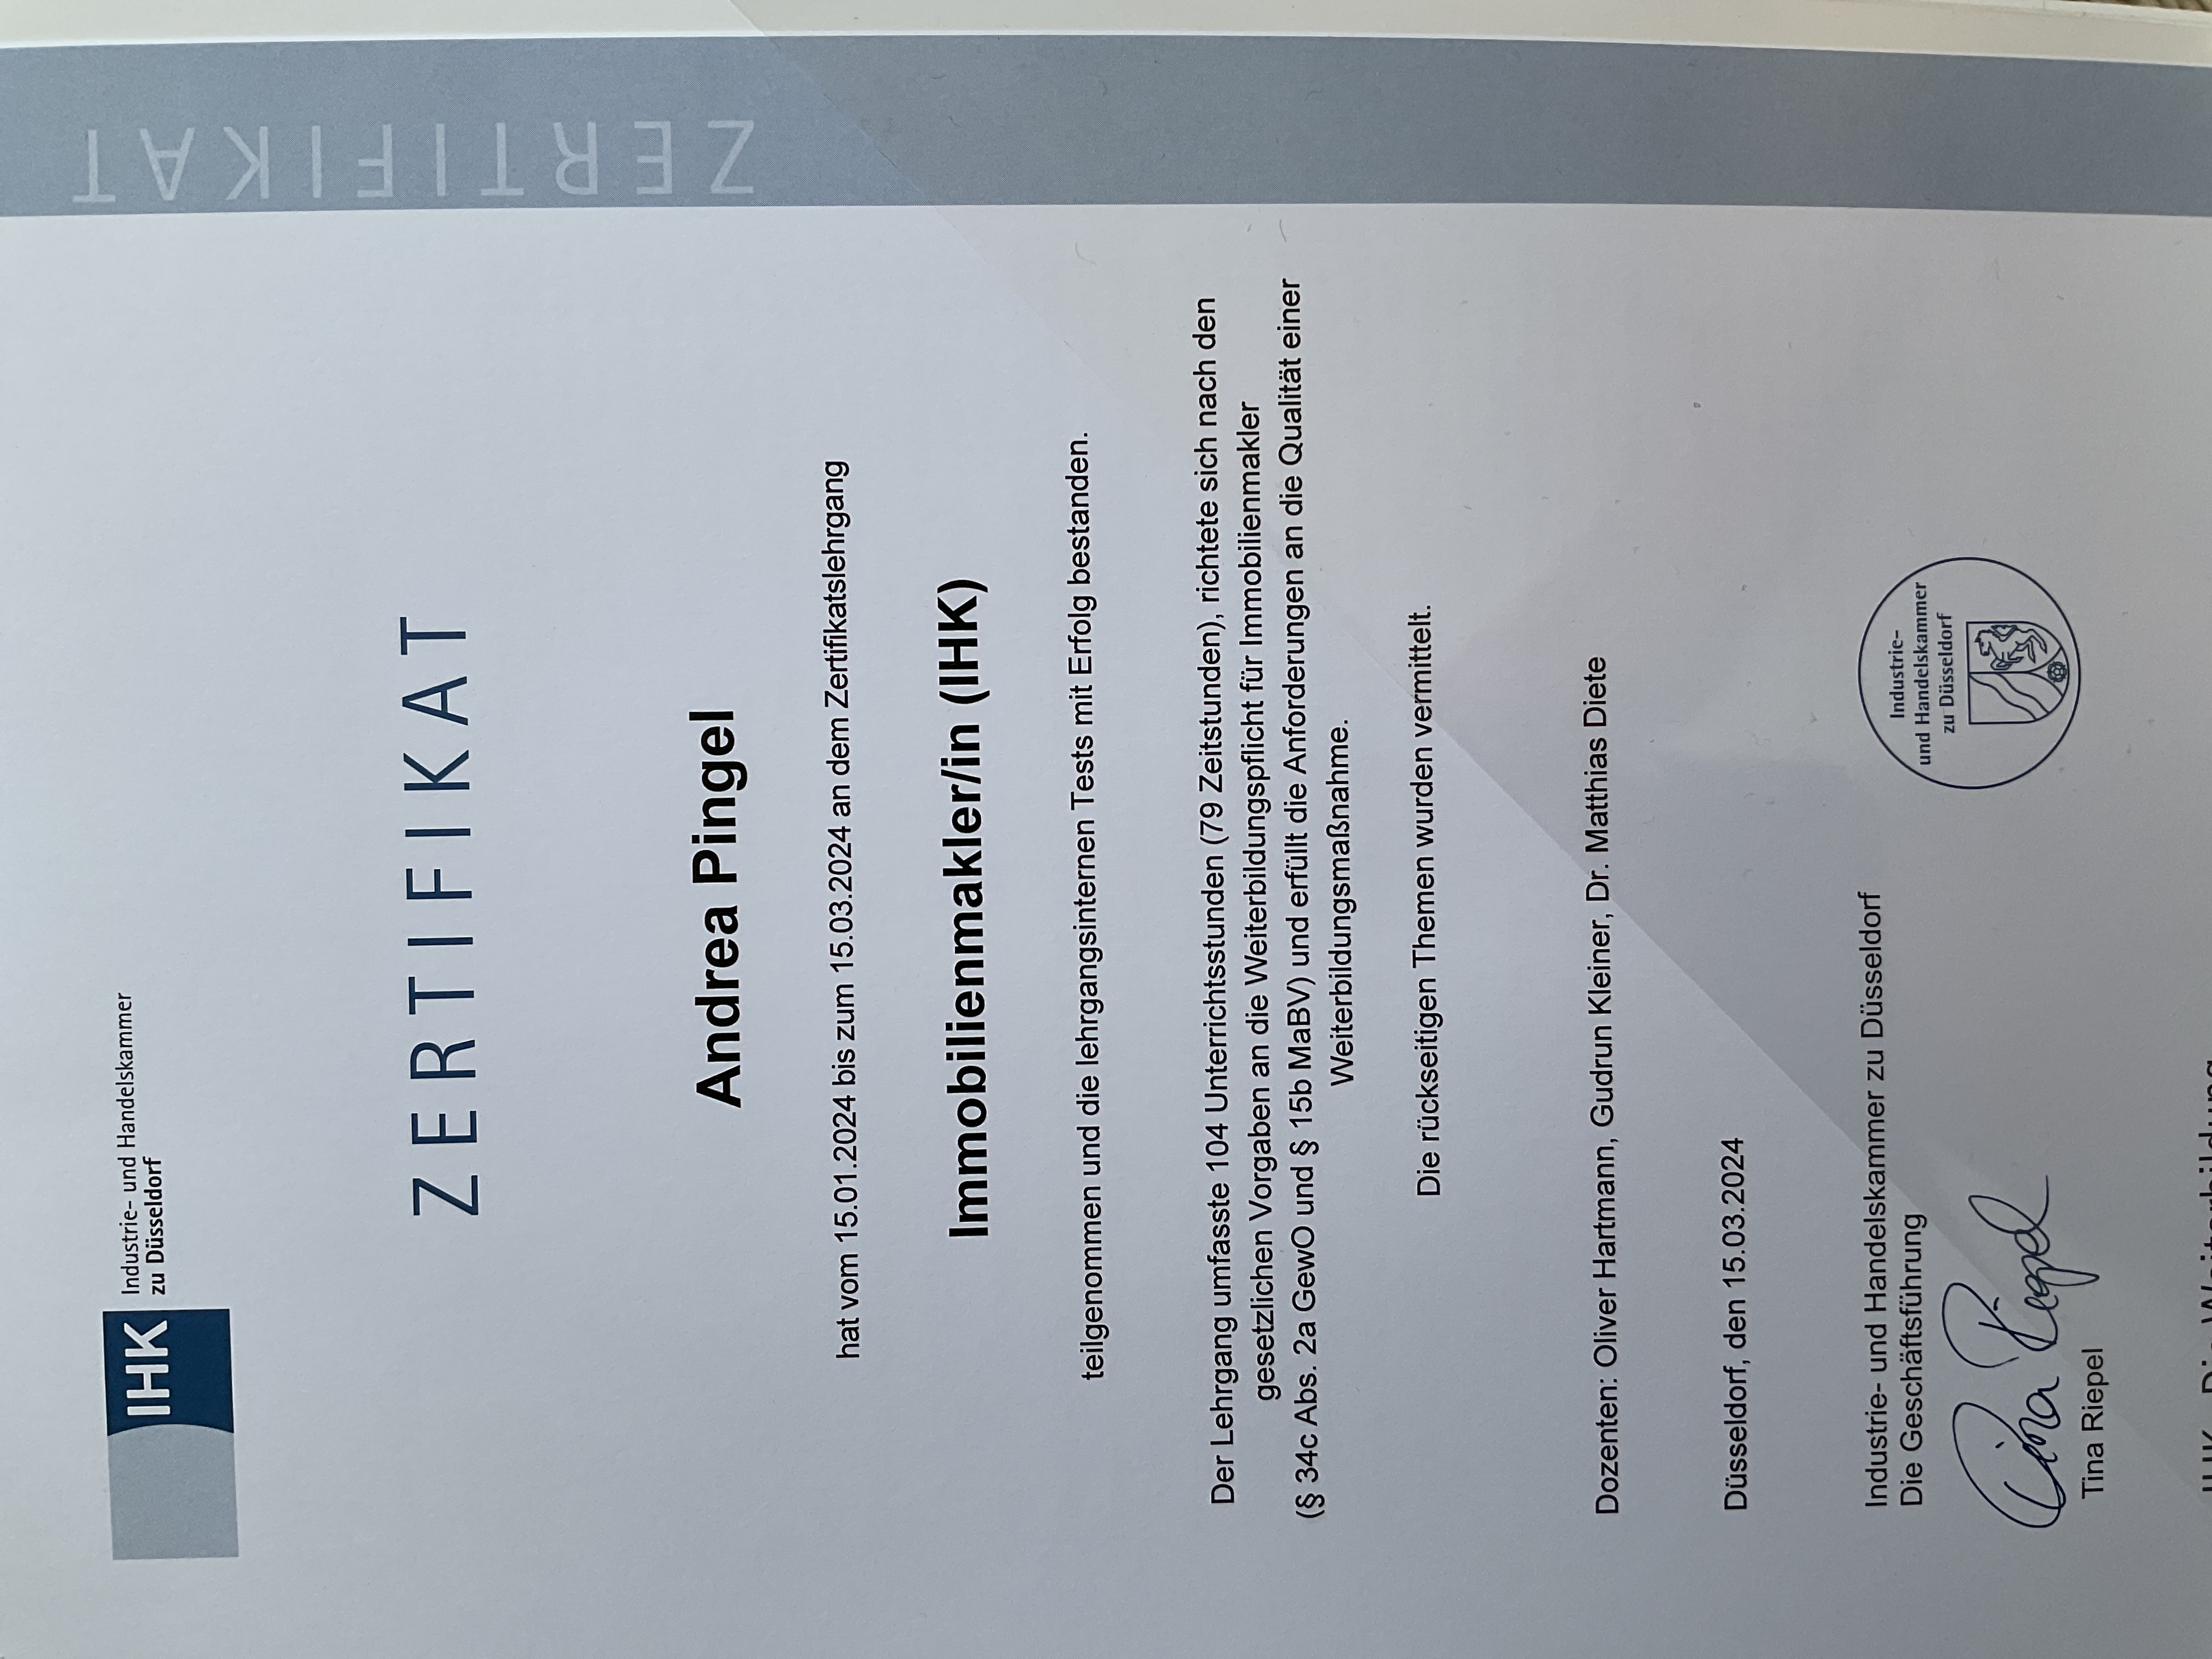 IHK
Industrie- und Handelskammer
zu Düsseldorf
ZERTIFIKAT
ZERTIFIKAT
Andrea Pingel
hat vom 15.01.2024 bis zum 15.03.2024 an dem Zertifikatslehrgang
Immobilienmakler/in (IHK)
teilgenommen und die lehrgangsinternen Tests mit Erfolg bestanden.
Der Lehrgang umfasste 104 Unterrichtsstunden (79 Zeitstunden), richtete sich nach den
gesetzlichen Vorgaben an die Weiterbildungspflicht für Immobilienmakler
(§ 34c Abs. 2a GewO und § 15b MaBV) und erfüllt die Anforderungen an die Qualität einer
Weiterbildungsmaßnahme.
Die rückseitigen Themen wurden vermittelt.
Dozenten: Oliver Hartmann, Gudrun Kleiner, Dr. Matthias Diete
Düsseldorf, den 15.03.2024
Industrie- und Handelskammer zu Düsseldorf
Die Geschäftsführung
Tina Riepel
Tina Riepel
Industrie-
und Handelskammer
zu Düsseldorf
IHK. Die Weiterbildung